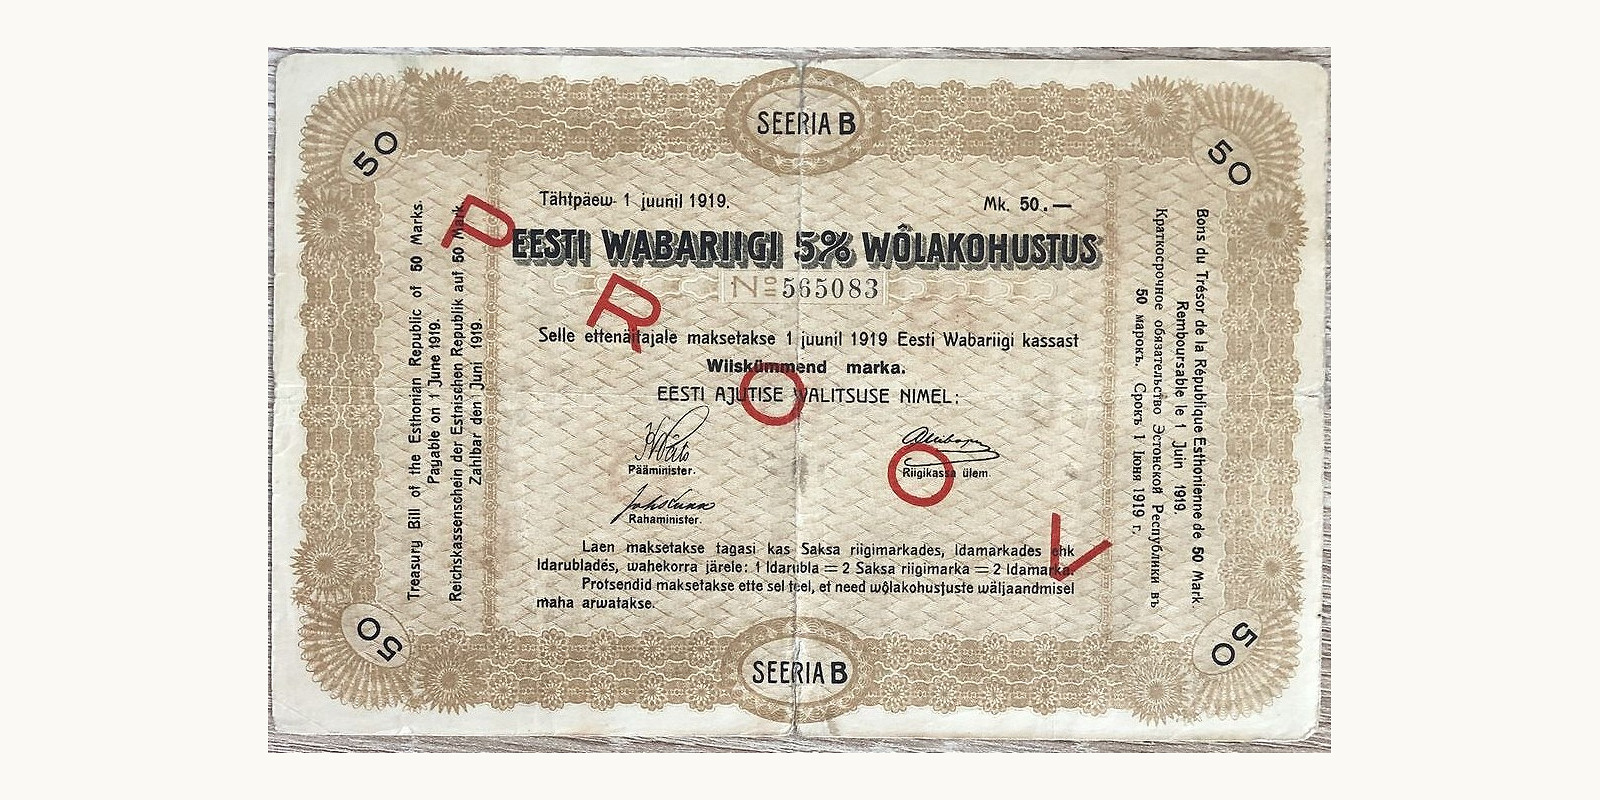 SEERIA B
50
50
Tähtpäew 1 juunil 1919.
Mk. 50.—
EESTI WABARIIGI 5% WÔLAKOHUSTUS
№ 565083
Selle ettenäitajale maksetakse 1 juunil 1919 Eesti Wabariigi kassast
Wiiskümmend marka.
EESTI AJUTISE WALITSUSE NIMEL:
Pääminister.
Riigikassa ülem.
Rahaminister.
Laen maksetakse tagasi kas Saksa riigimarkades, Idamarkades ehk
Idarublades, wahekorra järele: 1 Idarubla = 2 Saksa riigimarka = 2 Idamarka.
Protsendid maksetakse ette sel teel, et need wôlakohustuste wäljaandmisel
maha arwatakse.
PROOV
Treasury Bill of the Esthonian Republic of 50 Marks.
Payable on 1 June 1919.
Reichskassenschein der Estnischen Republik auf 50 Mark.
Zahlbar den 1 Juni 1919.
Bons du Trésor de la République Esthonienne de 50 Mark.
Remboursable le 1 Juin 1919.
Краткосрочное обязательство Эстонской Республики въ
50 марокъ. Срокъ 1 Іюня 1919 г.
50
50
SEERIA B